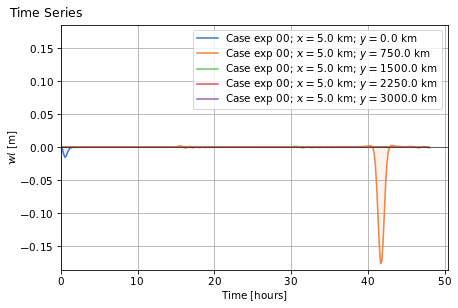 Time Series
Case exp 00; x = 5.0 km; y = 0.0 km
Case exp 00; x = 5.0 km; y = 750.0 km
Case exp 00; x = 5.0 km; y = 1500.0 km
Case exp 00; x = 5.0 km; y = 2250.0 km
Case exp 00; x = 5.0 km; y = 3000.0 km
wl [m]
0.15
0.10
0.05
0.00
−0.05
−0.10
−0.15
0 10 20 30 40 50
Time [hours]